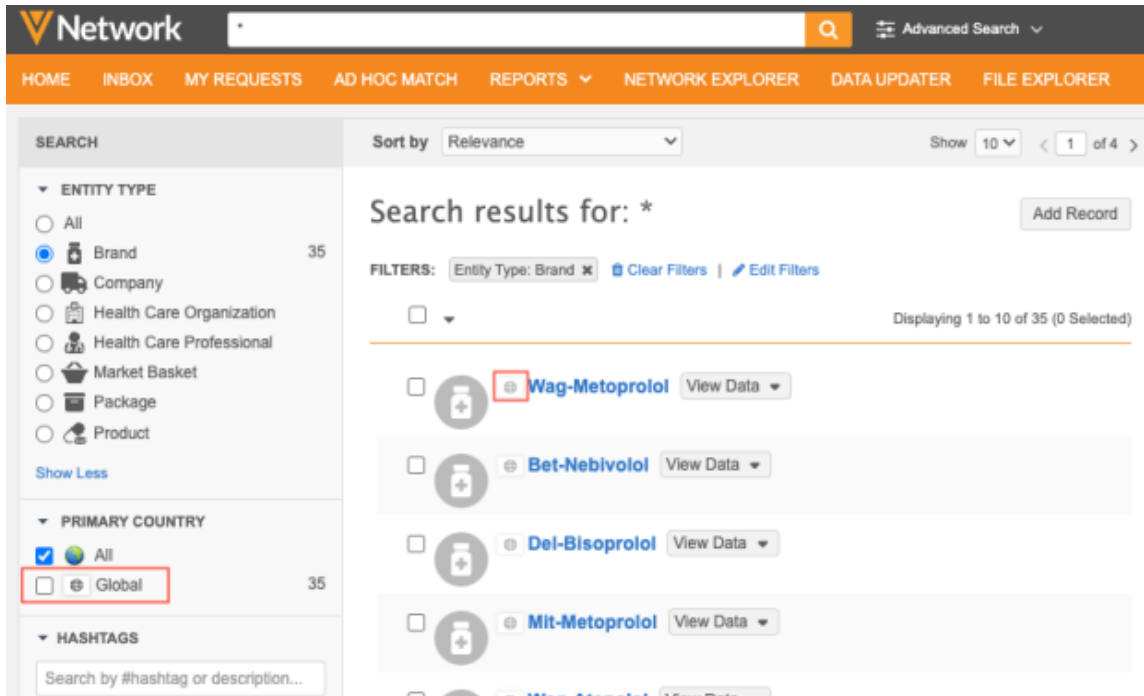 Network
*
Advanced Search
HOME INBOX MY REQUESTS AD HOC MATCH REPORTS NETWORK EXPLORER DATA UPDATER FILE EXPLORER
SEARCH
ENTITY TYPE
All
Brand 35
Company
Health Care Organization
Health Care Professional
Market Basket
Package
Product
Show Less
PRIMARY COUNTRY
All
Global 35
HASHTAGS
Search by #hashtag or description...
Sort by Relevance Show 10 < 1 of 4 >
Search results for: * Add Record
FILTERS: Entity Type: Brand ✖ Clear Filters | Edit Filters
Displaying 1 to 10 of 35 (0 Selected)
Wag-Metoprolol View Data
Bet-Nebivolol View Data
Del-Bisoprolol View Data
Mit-Metoprolol View Data
Wag-Atenolol View Data